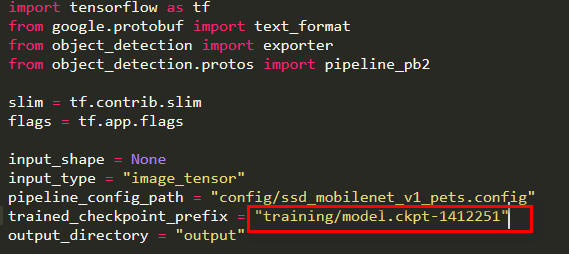 import tensorflow as tf
from google.protobuf import text_format
from object_detection import exporter
from object_detection.protos import pipeline_pb2
slim = tf.contrib.slim
flags = tf.app.flags
input_shape = None
input_type = "image_tensor"
pipeline_config_path = "config/ssd_mobilenet_v1_pets.config"
trained_checkpoint_prefix = "training/model.ckpt-1412251"
output_directory = "output"